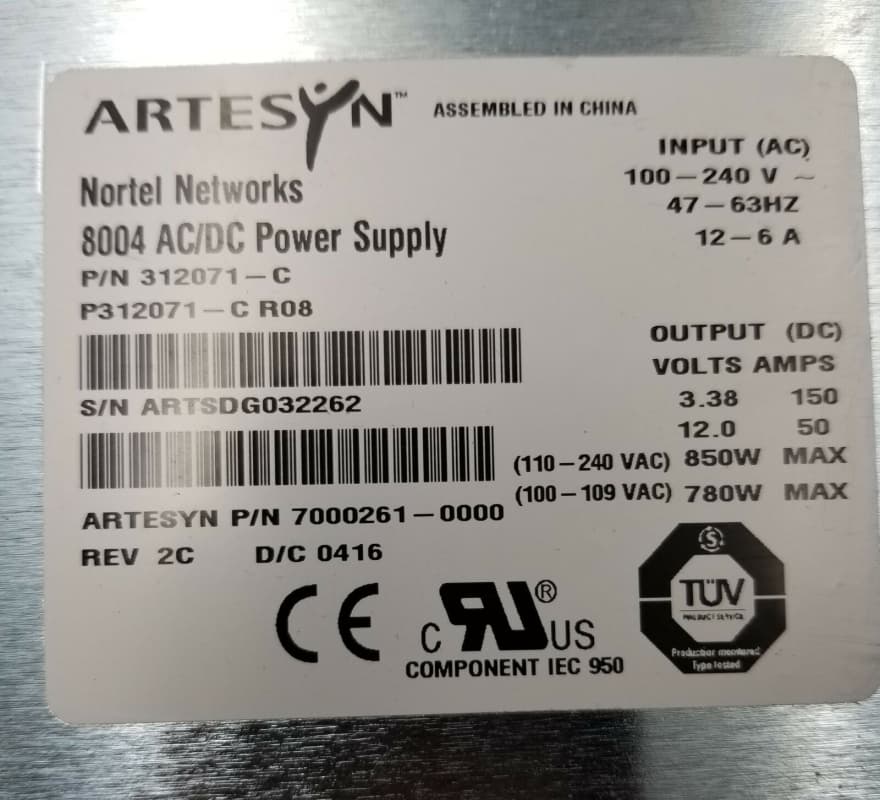 ARTESYN™ ASSEMBLED IN CHINA
Nortel Networks
8004 AC/DC Power Supply
P/N 312071-C
P312071-C R08
S/N ARTSDG032262
ARTESYN P/N 7000261-0000
REV 2C D/C 0416
INPUT (AC)
100-240 V ~
47-63HZ
12-6 A
OUTPUT (DC)
VOLTS AMPS
3.38 150
12.0 50
(110-240 VAC) 850W MAX
(100-109 VAC) 780W MAX
CE
C RU® US
COMPONENT IEC 950
S
TÜV
PRODUCT SERVICE
Production monitored
Type tested